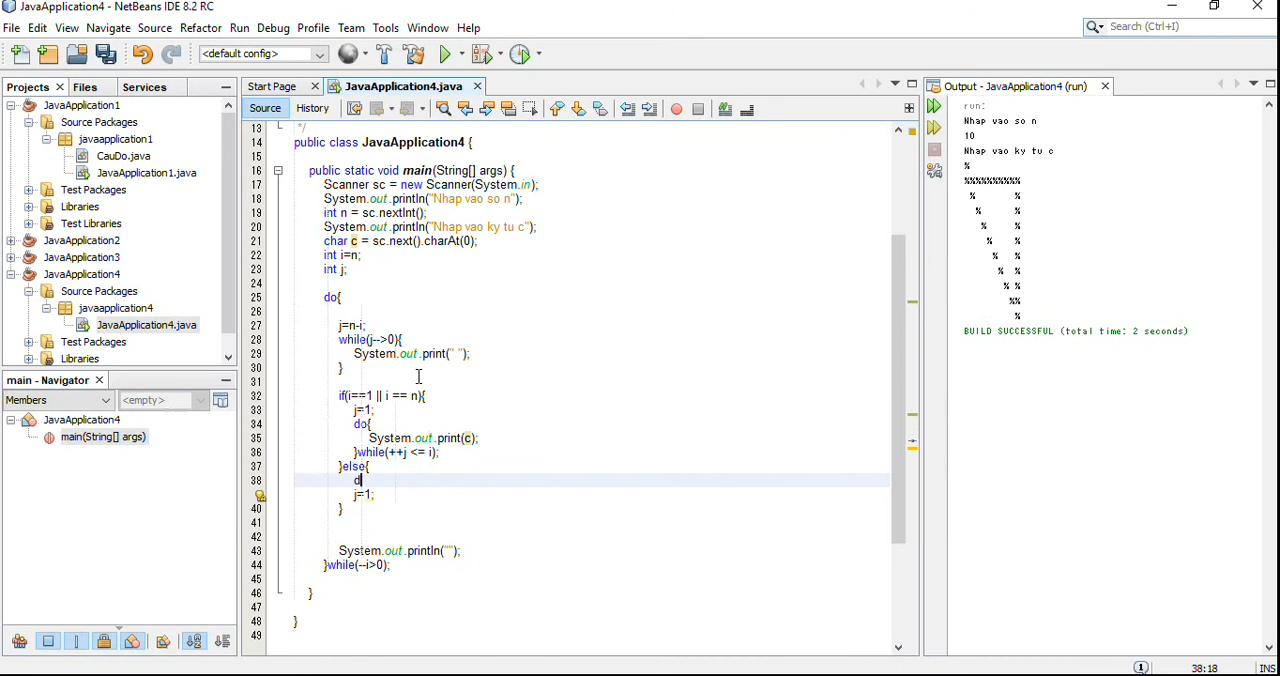 JavaApplication4 - NetBeans IDE 8.2 RC
File Edit View Navigate Source Refactor Run Debug Profile Team Tools Window Help
Search (Ctrl+I)
<default config>
Projects Files Services
JavaApplication1
Source Packages
javaapplication1
CauDo.java
JavaApplication1.java
Test Packages
Libraries
Test Libraries
JavaApplication2
JavaApplication3
JavaApplication4
Source Packages
javaapplication4
JavaApplication4.java
Test Packages
Libraries
main - Navigator
Members <empty>
JavaApplication4
main(String[] args)
Start Page JavaApplication4.java
Source History
13 */
14 public class JavaApplication4 {
15
16 public static void main(String[] args) {
17 Scanner sc = new Scanner(System.in);
18 System.out.println("Nhap vao so n");
19 int n = sc.nextInt();
20 System.out.println("Nhap vao ky tu c");
21 char c = sc.next().charAt(0);
22 int i=n;
23 int j;
24
25 do{
26
27 j=n-i;
28 while(j-->0){
29 System.out.print(" ");
30 }
31
32 if(i==1 || i == n){
33 j=1;
34 do{
35 System.out.print(c);
36 }while(++j <= i);
37 }else{
38 d
j=1;
40 }
41
42
43 System.out.println("");
44 }while(--i>0);
45
46 }
47
48 }
49
Output - JavaApplication4 (run)
run:
Nhap vao so n
10
Nhap vao ky tu c
%
%%%%%%%%%%
% %
% %
% %
% %
% %
% %
% %
%%
%
BUILD SUCCESSFUL (total time: 2 seconds)
1
38:18 INS